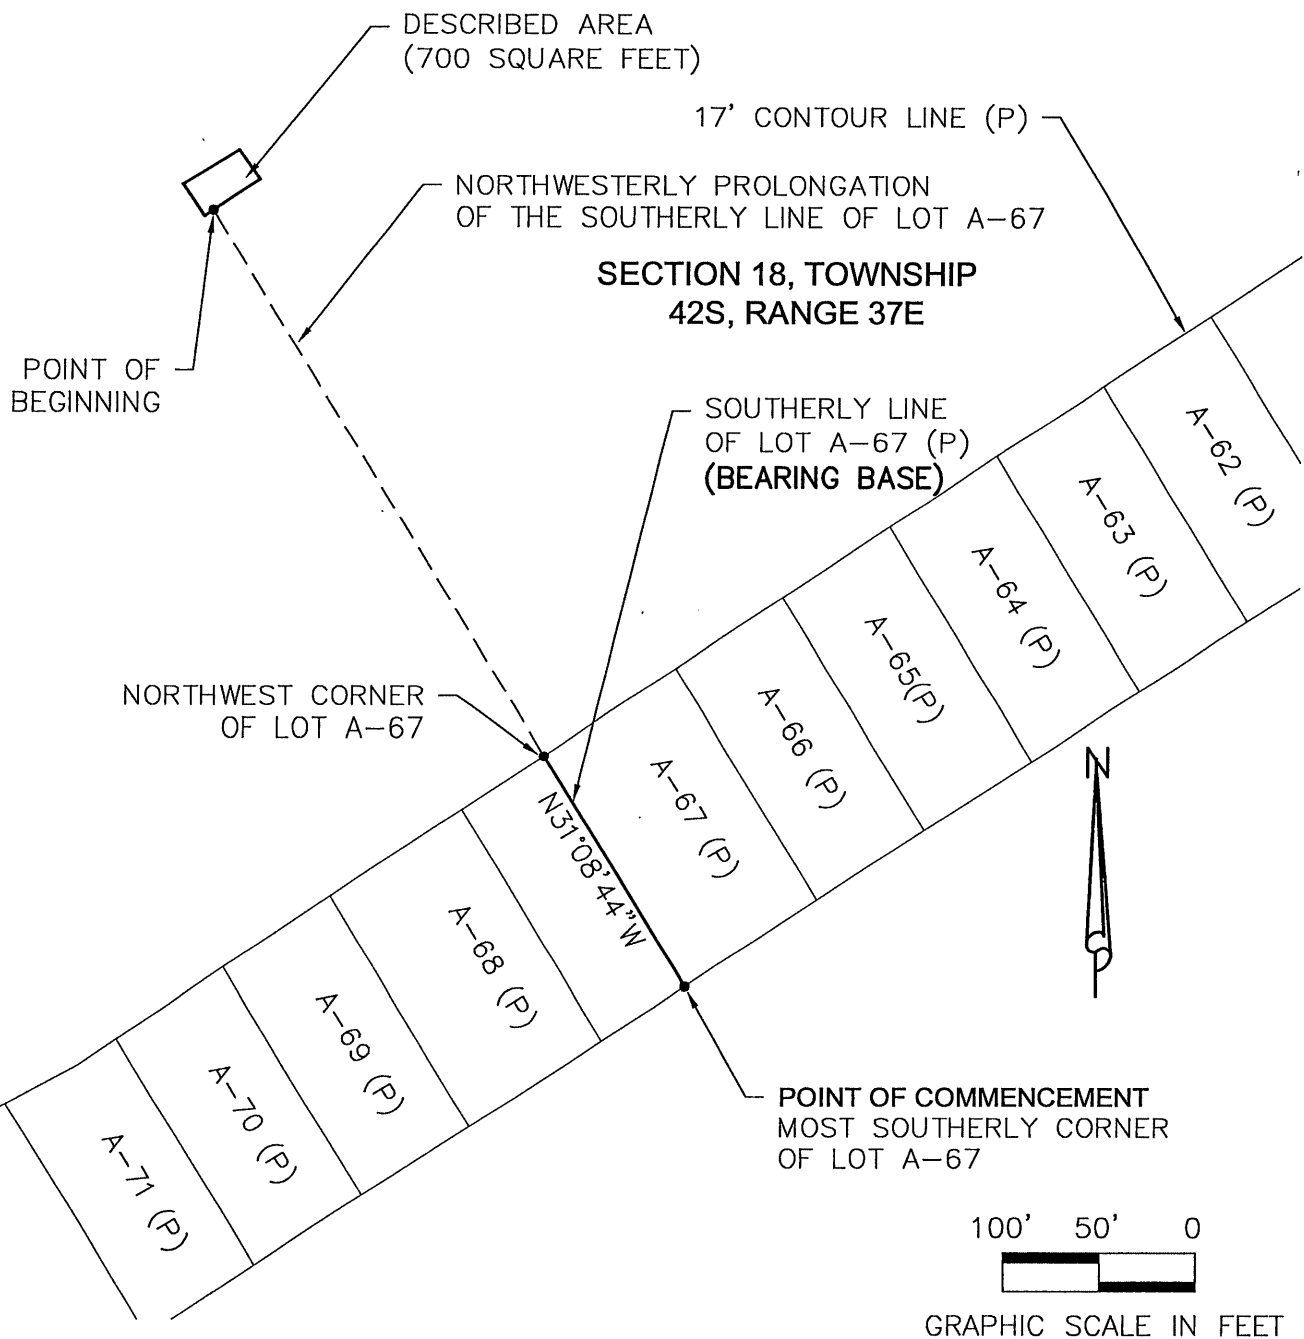 DESCRIBED AREA
(700 SQUARE FEET)
17' CONTOUR LINE (P)
NORTHWESTERLY PROLONGATION
OF THE SOUTHERLY LINE OF LOT A-67
SECTION 18, TOWNSHIP
42S, RANGE 37E
POINT OF
BEGINNING
SOUTHERLY LINE
OF LOT A-67 (P)
(BEARING BASE)
A-62 (P)
A-63 (P)
A-64 (P)
A-65(P)
A-66 (P)
A-67 (P)
NORTHWEST CORNER
OF LOT A-67
N31°08'44"W
N
A-68 (P)
A-69 (P)
A-70 (P)
A-71 (P)
POINT OF COMMENCEMENT
MOST SOUTHERLY CORNER
OF LOT A-67
100' 50' 0
GRAPHIC SCALE IN FEET